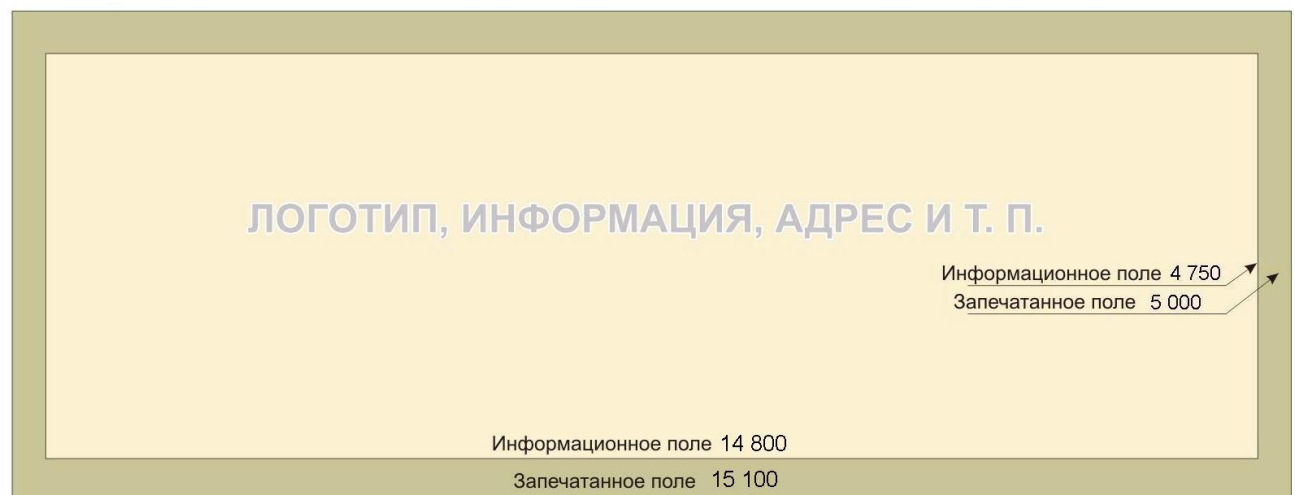 ЛОГОТИП, ИНФОРМАЦИЯ, АДРЕС И Т. П.
Информационное поле 4 750
Запечатанное поле 5 000
Информационное поле 14 800
Запечатанное поле 15 100